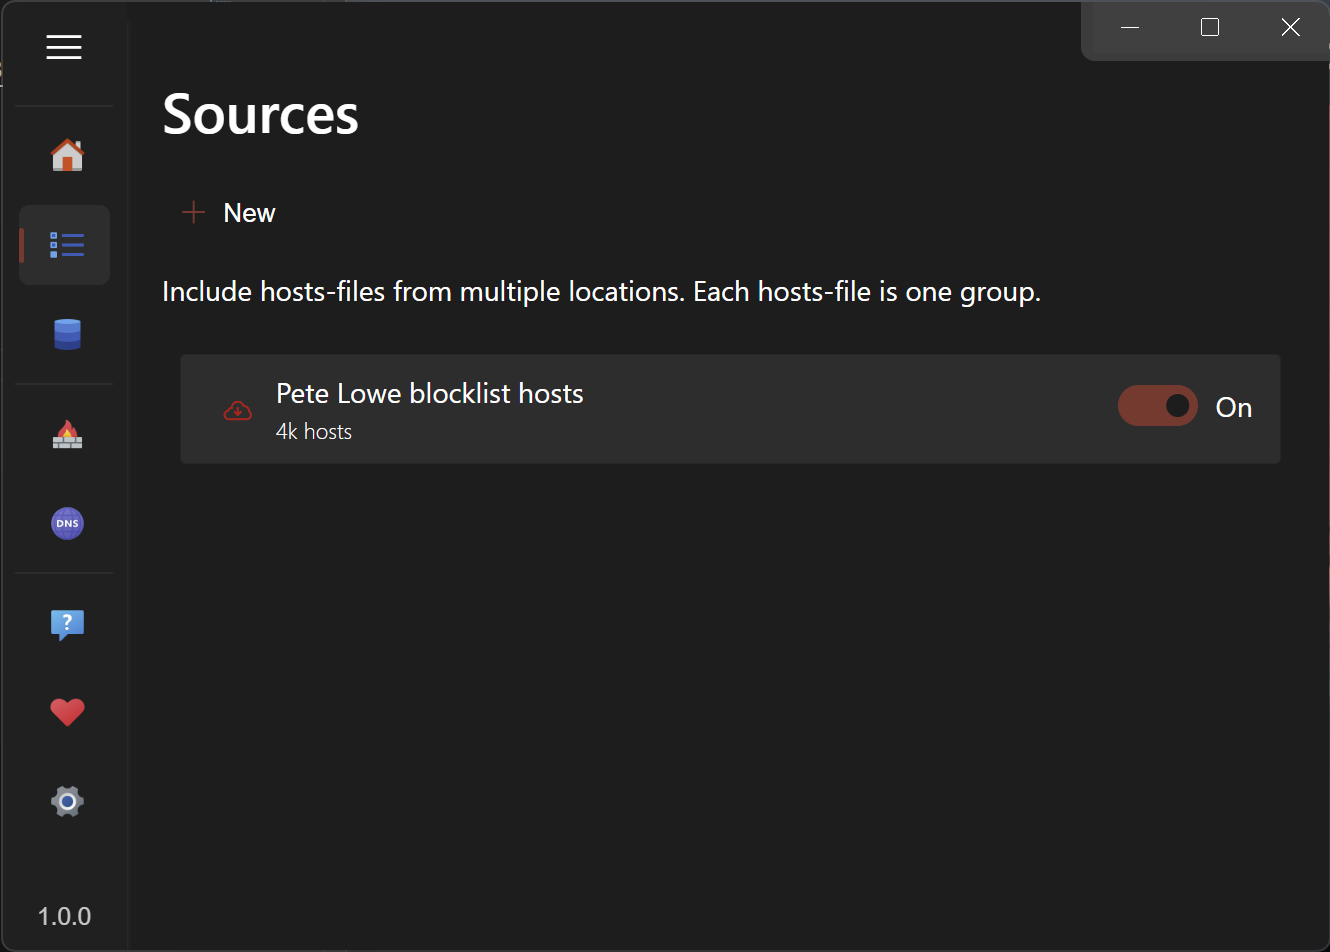 Sources
New
Include hosts-files from multiple locations. Each hosts-file is one group.
Pete Lowe blocklist hosts
4k hosts
On
DNS
?
1.0.0